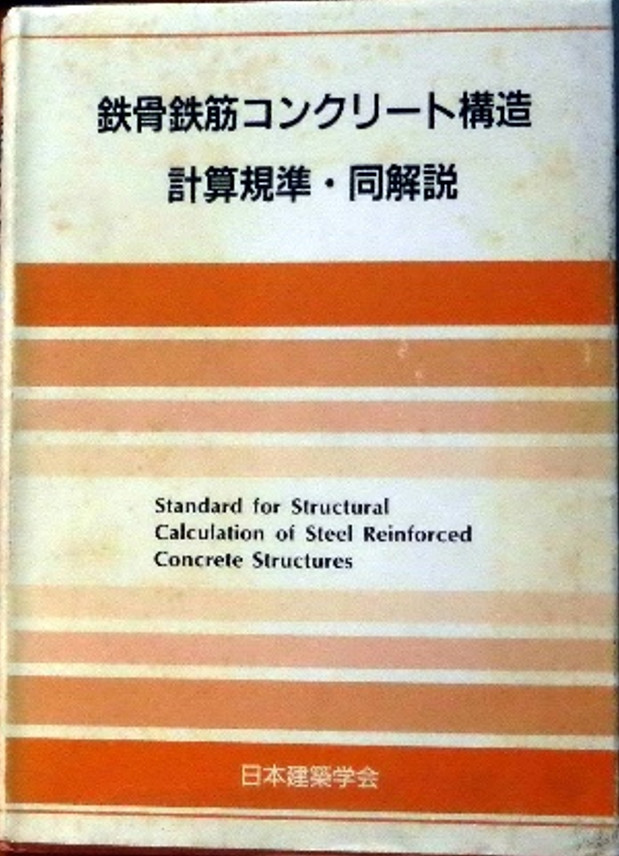 鉄骨鉄筋コンクリート構造
計算規準・同解説
Standard for Structural
Calculation of Steel Reinforced
Concrete Structures
日本建築学会